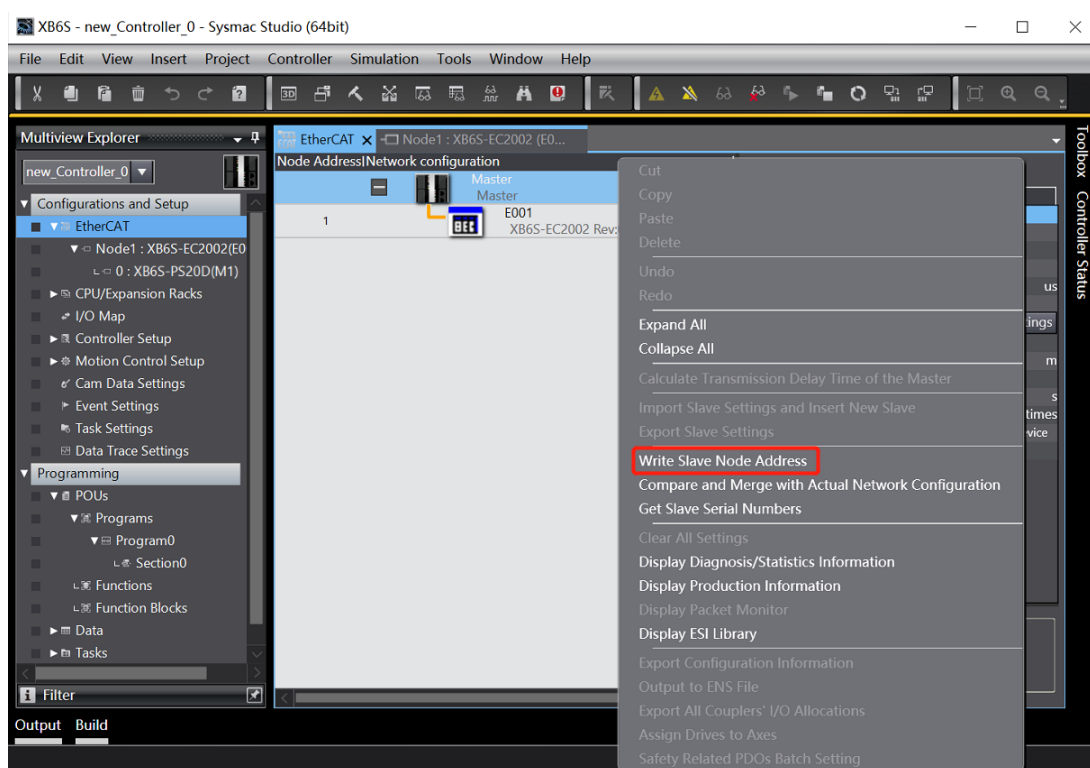 XB6S - new_Controller_0 - Sysmac Studio (64bit)
File Edit View Insert Project Controller Simulation Tools Window Help
Multiview Explorer
new_Controller_0
Configurations and Setup
EtherCAT
Node1 : XB6S-EC2002(E0
0 : XB6S-PS20D(M1)
CPU/Expansion Racks
I/O Map
Controller Setup
Motion Control Setup
Cam Data Settings
Event Settings
Task Settings
Data Trace Settings
Programming
POUs
Programs
Program0
Section0
Functions
Function Blocks
Data
Tasks
Filter
Output Build
EtherCAT
Node1 : XB6S-EC2002 (E0...
Node Address|Network configuration
Master
Master
1
E001
XB6S-EC2002 Rev:
Cut
Copy
Paste
Delete
Undo
Redo
Expand All
Collapse All
Calculate Transmission Delay Time of the Master
Import Slave Settings and Insert New Slave
Export Slave Settings
Write Slave Node Address
Compare and Merge with Actual Network Configuration
Get Slave Serial Numbers
Clear All Settings
Display Diagnosis/Statistics Information
Display Production Information
Display Packet Monitor
Display ESI Library
Export Configuration Information
Output to ENS File
Export All Couplers' I/O Allocations
Assign Drives to Axes
Safety Related PDOs Batch Setting
us
ings
m
s
times
vice
Toolbox
Controller Status